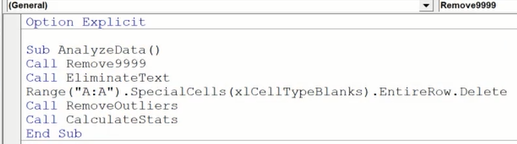 (General) Remove9999
Option Explicit
Sub AnalyzeData()
Call Remove9999
Call EliminateText
Range("A:A").SpecialCells(xlCellTypeBlanks).EntireRow.Delete
Call RemoveOutliers
Call CalculateStats
End Sub